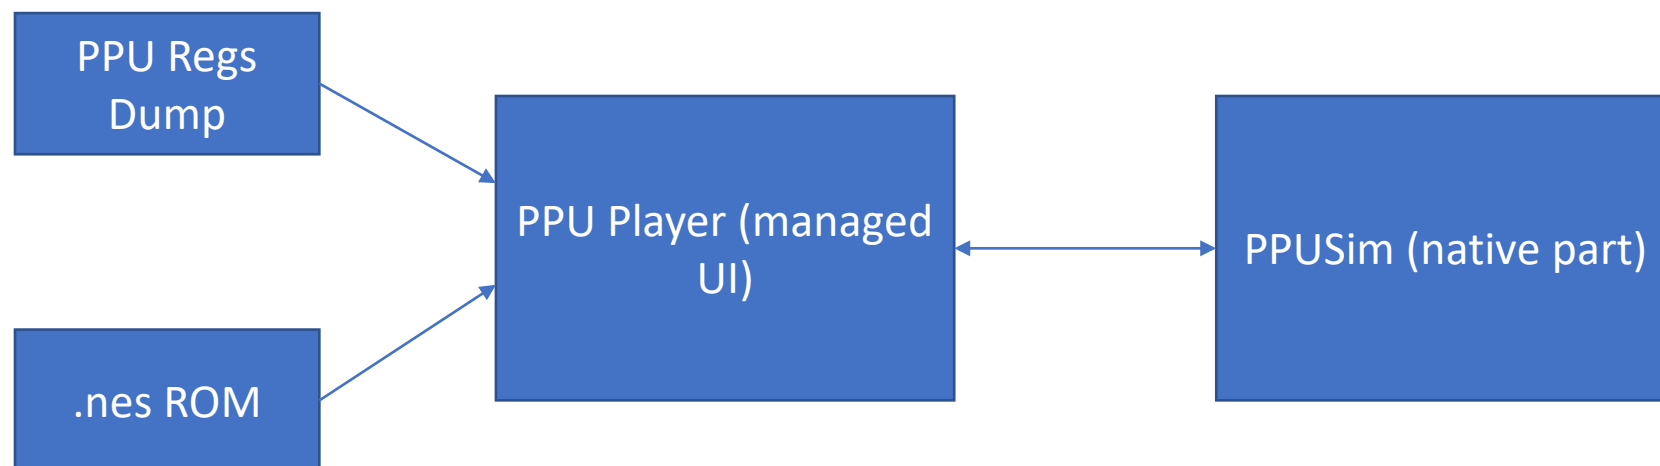 PPU Regs
Dump
PPU Player (managed
UI)
PPUSim (native part)
.nes ROM